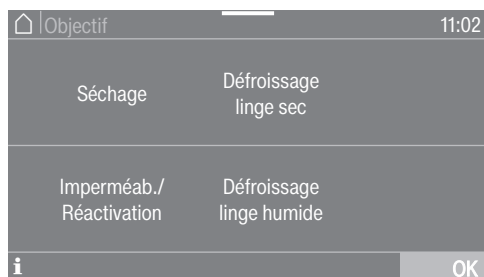 Objectif
11:02
Séchage
Défroissage
linge sec
Imperméab./
Réactivation
Défroissage
linge humide
i
OK